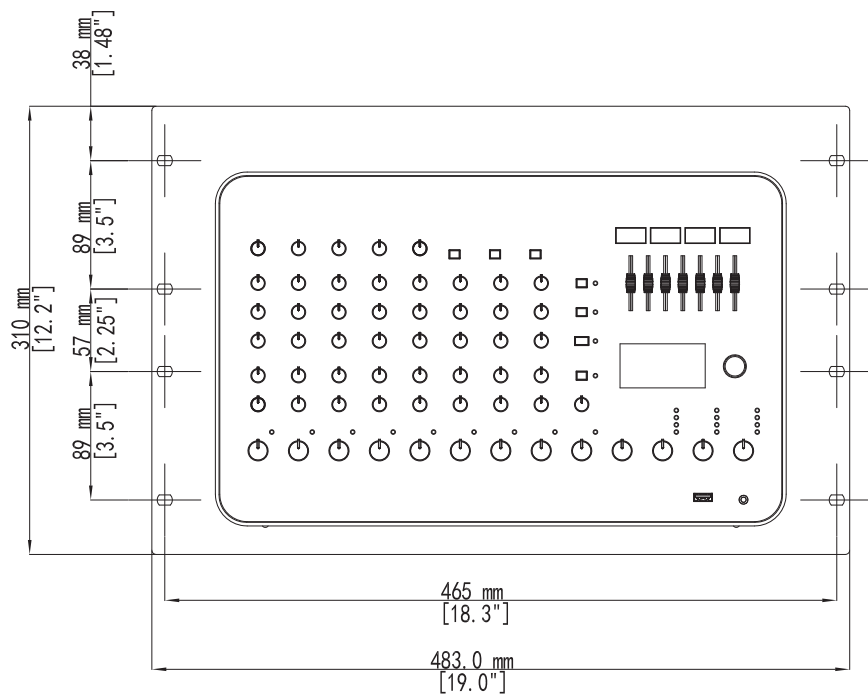 38 mm
[1.48"]
89 mm
[3.5"]
310 mm
[12.2"]
57 mm
[2.25"]
89 mm
[3.5"]
465 mm
[18.3"]
483.0 mm
[19.0"]